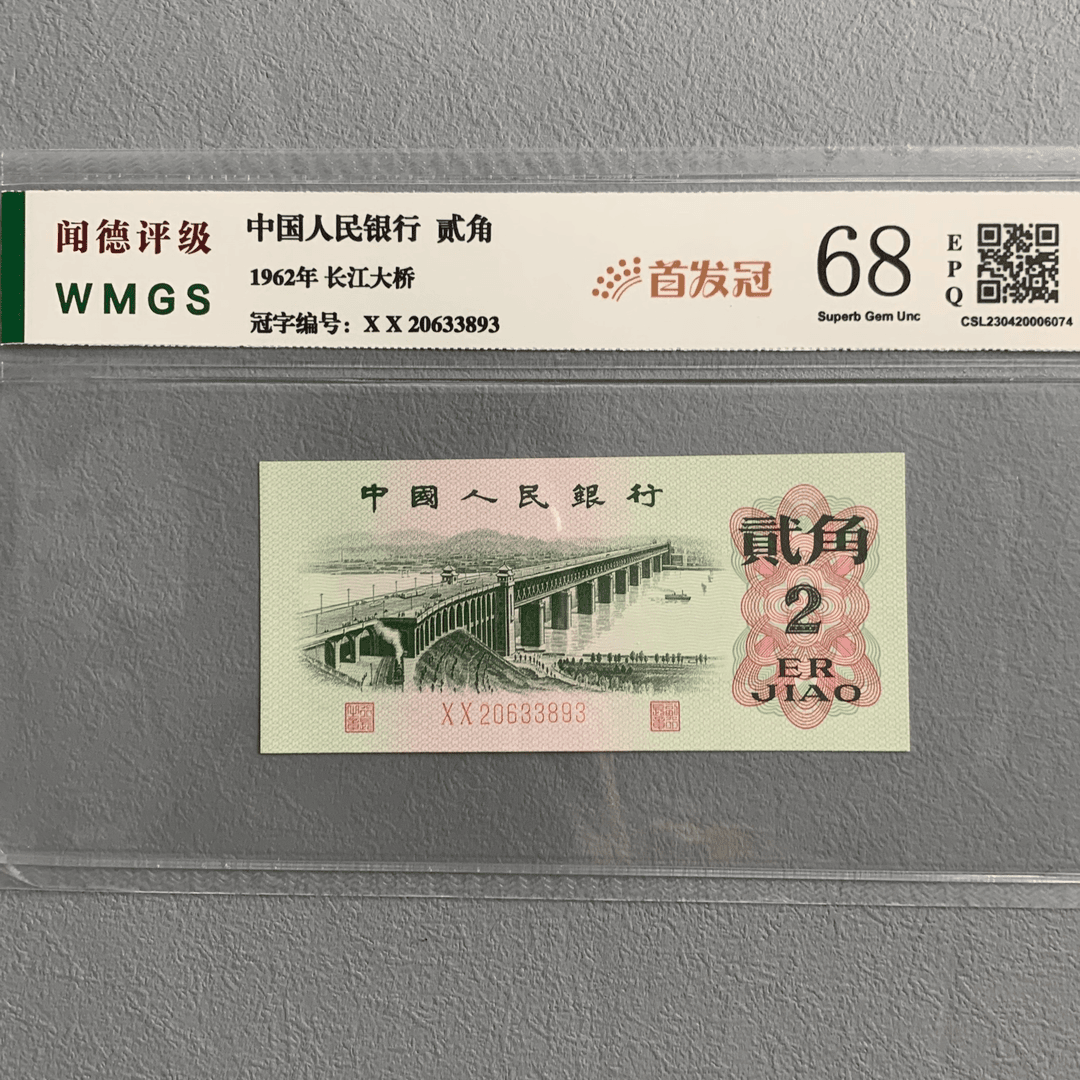 闻德评级
WMGS
中国人民银行 贰角
1962年 长江大桥
冠字编号：X X 20633893
首发冠
68
Superb Gem Unc
EPQ
CSL230420006074
中國人民銀行
貳角
2
ER
JIAO
XX20633893